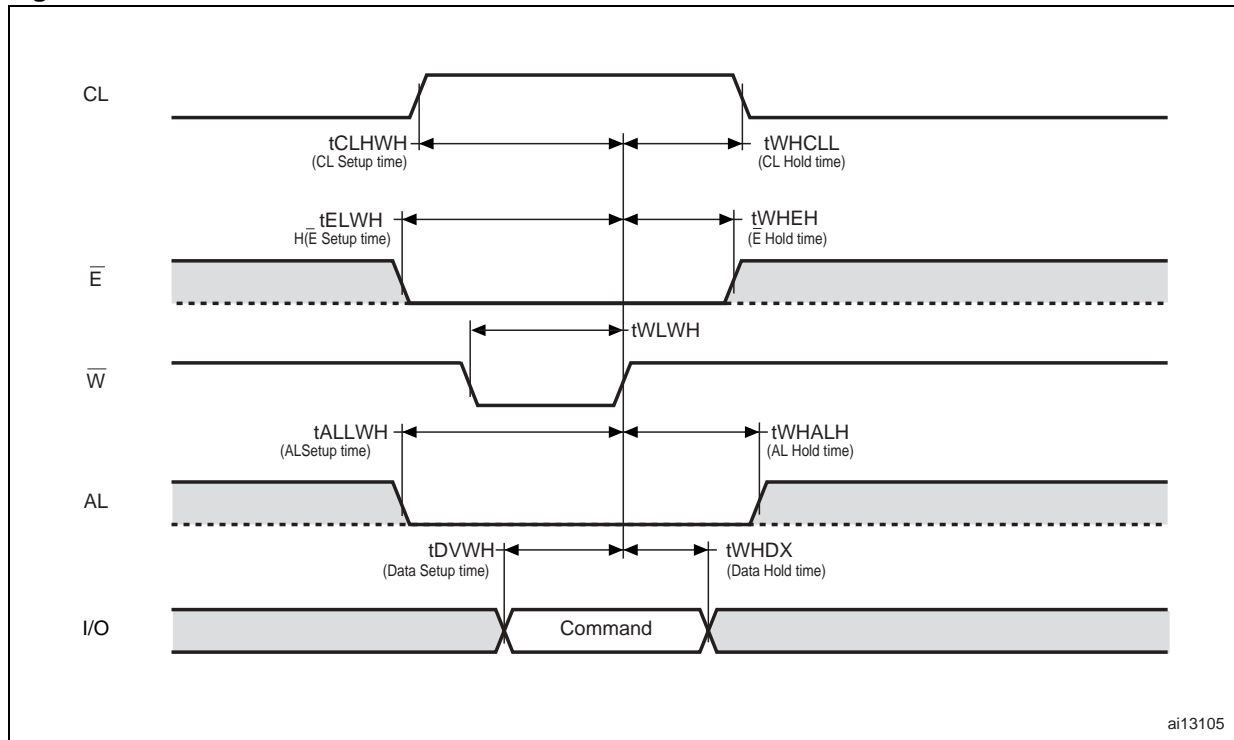 CL
tCLHWH
(CL Setup time)
tWHCLL
(CL Hold time)
tELWH
H(E̅ Setup time)
tWHEH
(E̅ Hold time)
E̅
tWLWH
W̅
tALLWH
(ALSetup time)
tWHALH
(AL Hold time)
AL
tDVWH
(Data Setup time)
tWHDX
(Data Hold time)
I/O
Command
ai13105